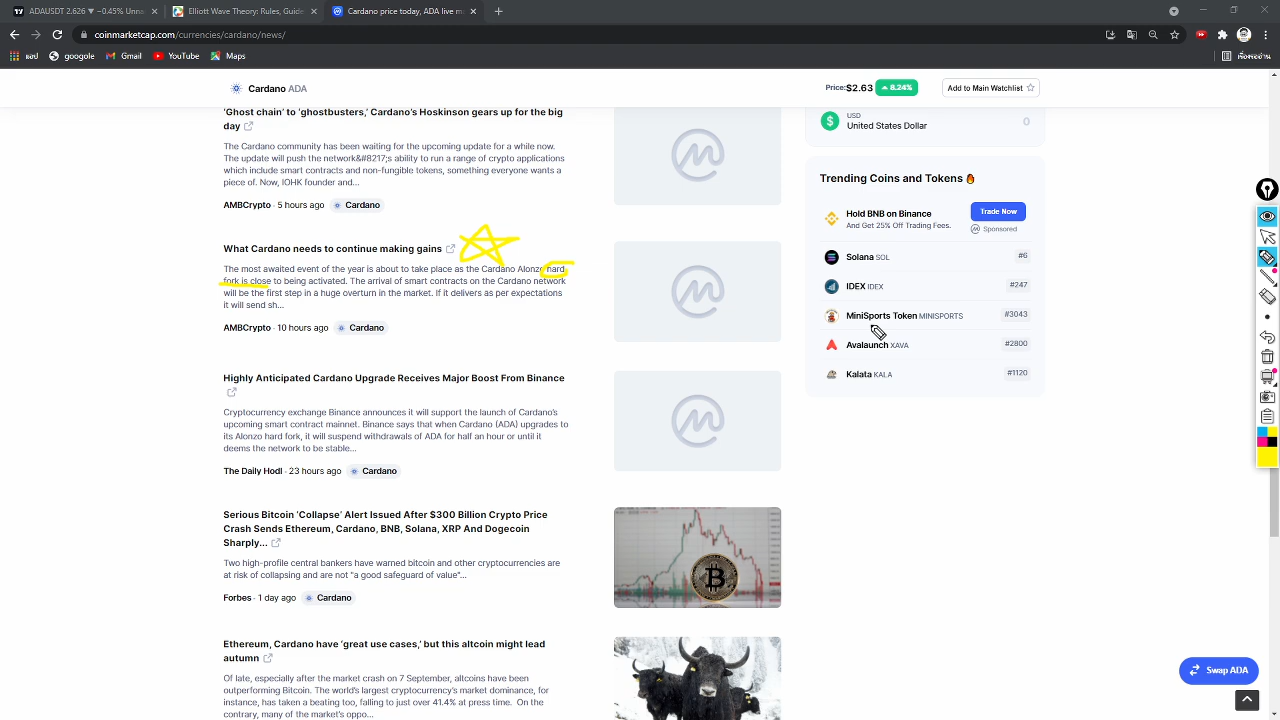 ADAUSDT 2.626 ▼ −0.45% Unna
Elliott Wave Theory: Rules, Guide
Cardano price today, ADA live m
coinmarketcap.com/currencies/cardano/news/
google
Gmail
YouTube
Maps
Cardano ADA
Price: $2.63
8.24%
Add to Main Watchlist
'Ghost chain' to 'ghostbusters,' Cardano's Hoskinson gears up for the big
day
The Cardano community has been waiting for the upcoming update for a while now.
The update will push the network&#8217;s ability to run a range of crypto applications
which include smart contracts and non-fungible tokens, something everyone wants a
piece of. Now, IOHK founder and...
AMBCrypto · 5 hours ago
Cardano
What Cardano needs to continue making gains
The most awaited event of the year is about to take place as the Cardano Alonzo hard
fork is close to being activated. The arrival of smart contracts on the Cardano network
will be the first step in a huge overturn in the market. If it delivers as per expectations
it will send sh...
AMBCrypto · 10 hours ago
Cardano
Highly Anticipated Cardano Upgrade Receives Major Boost From Binance
Cryptocurrency exchange Binance announces it will support the launch of Cardano's
upcoming smart contract mainnet. Binance says that when Cardano (ADA) upgrades to
its Alonzo hard fork, it will suspend withdrawals of ADA for half an hour or until it
deems the network to be stable...
The Daily Hodl · 23 hours ago
Cardano
Serious Bitcoin 'Collapse' Alert Issued After $300 Billion Crypto Price
Crash Sends Ethereum, Cardano, BNB, Solana, XRP And Dogecoin
Sharply...
Two high-profile central bankers have warned bitcoin and other cryptocurrencies are
at risk of collapsing and are not "a good safeguard of value"...
Forbes · 1 day ago
Cardano
Ethereum, Cardano have 'great use cases,' but this altcoin might lead
autumn
Of late, especially after the market crash on 7 September, altcoins have been
outperforming Bitcoin. The world's largest cryptocurrency's market dominance, for
instance, has taken a beating too, falling to just over 41.4% at press time. On the
contrary, many of the market's oppo...
USD
United States Dollar
0
Trending Coins and Tokens
Hold BNB on Binance
And Get 25% Off Trading Fees.
Trade Now
Sponsored
Solana SOL
#6
IDEX IDEX
#247
MiniSports Token MINISPORTS
#3043
Avalaunch XAVA
#2800
Kalata KALA
#1120
Swap ADA